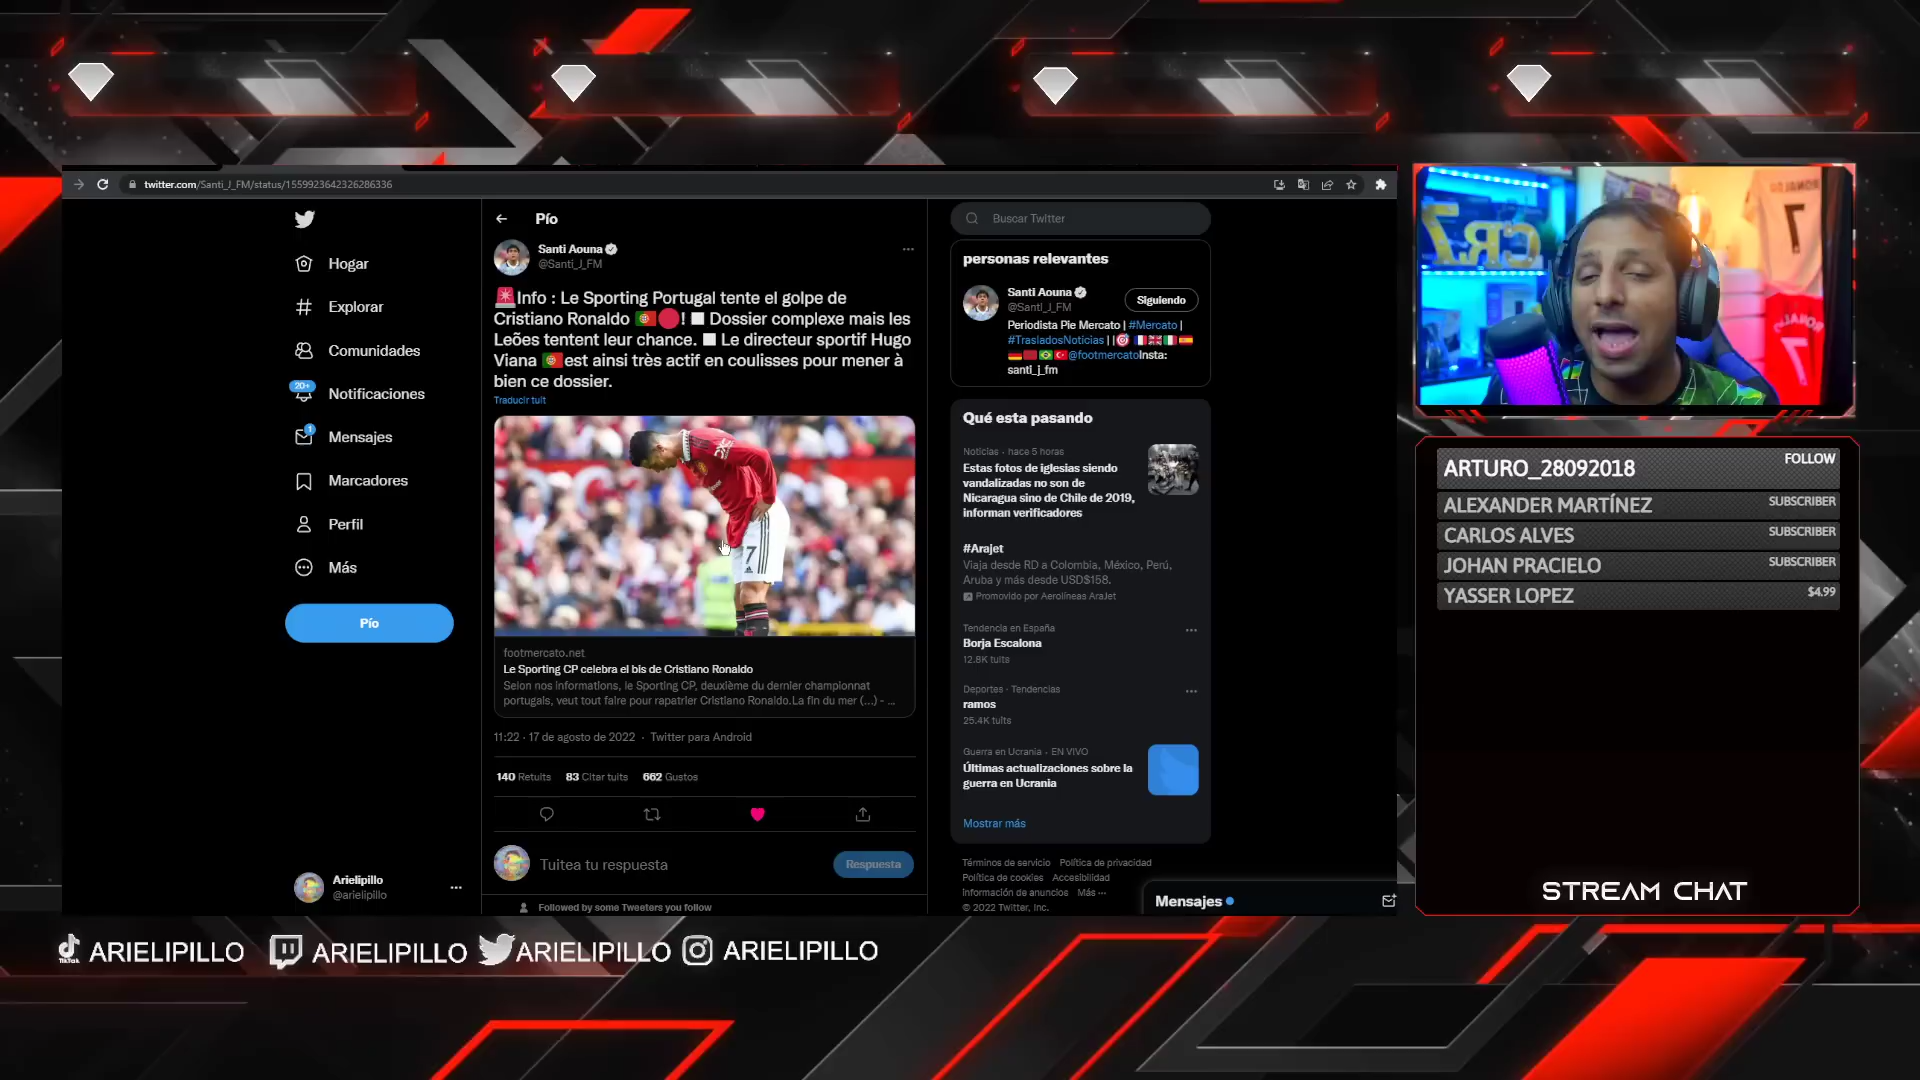 twitter.com/Santi_J_FM/status/1559923642326286336
Hogar
Explorar
Comunidades
20+
Notificaciones
1
Mensajes
Marcadores
Perfil
Más
Pío
Arielipillo
@arielipillo
Pío
Santi Aouna
@Santi_J_FM
Info : Le Sporting Portugal tente el golpe de
Cristiano Ronaldo ! Dossier complexe mais les
Leões tentent leur chance. Le directeur sportif Hugo
Viana est ainsi très actif en coulisses pour mener à
bien ce dossier.
Traducir tuit
7
footmercato.net
Le Sporting CP celebra el bis de Cristiano Ronaldo
Selon nos informations, le Sporting CP, deuxième du dernier championnat
portugais, veut tout faire pour rapatrier Cristiano Ronaldo.La fin du mer (...) - ...
11:22 · 17 de agosto de 2022 · Twitter para Android
140 Retuits 83 Citar tuits 662 Gustos
Tuitea tu respuesta
Respuesta
Followed by some Tweeters you follow
Buscar Twitter
personas relevantes
Santi Aouna
@Santi_J_FM
Siguiendo
Periodista Pie Mercato | #Mercato |
#TrasladosNoticias | |
@footmercatoInsta:
santi_j_fm
Qué esta pasando
Noticias · hace 5 horas
Estas fotos de iglesias siendo
vandalizadas no son de
Nicaragua sino de Chile de 2019,
informan verificadores
#Arajet
Viaja desde RD a Colombia, México, Perú,
Aruba y más desde USD$158.
Promovido por Aerolíneas AraJet
Tendencia en España
Borja Escalona
12.8K tuits
Deportes · Tendencias
ramos
25.4K tuits
Guerra en Ucrania · EN VIVO
Últimas actualizaciones sobre la
guerra en Ucrania
Mostrar más
Términos de servicio Política de privacidad
Política de cookies Accesibilidad
Información de anuncios Más ···
© 2022 Twitter, Inc.
Mensajes
CR7
RONALDO
7
RONALDO
7
ARTURO_28092018 FOLLOW
ALEXANDER MARTÍNEZ SUBSCRIBER
CARLOS ALVES SUBSCRIBER
JOHAN PRACIELO SUBSCRIBER
YASSER LOPEZ $4.99
STREAM CHAT
TikTok ARIELIPILLO ARIELIPILLO ARIELIPILLO ARIELIPILLO